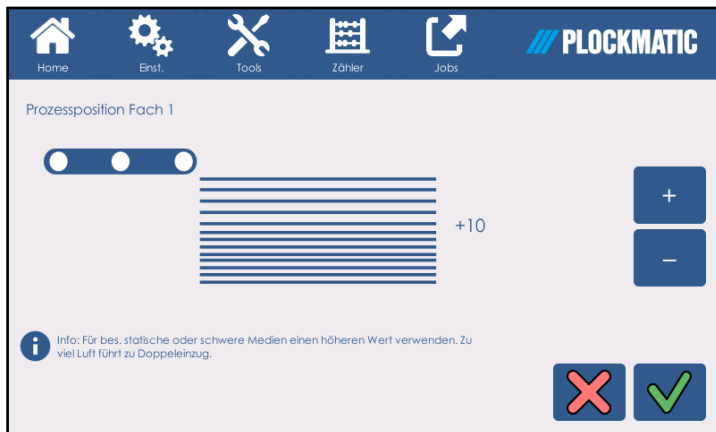 Home
Einst.
Tools
Zähler
Jobs
PLOCKMATIC
Prozessposition Fach 1
+10
+
–
Info: Für bes. statische oder schwere Medien einen höheren Wert verwenden. Zu
viel Luft führt zu Doppeleinzug.